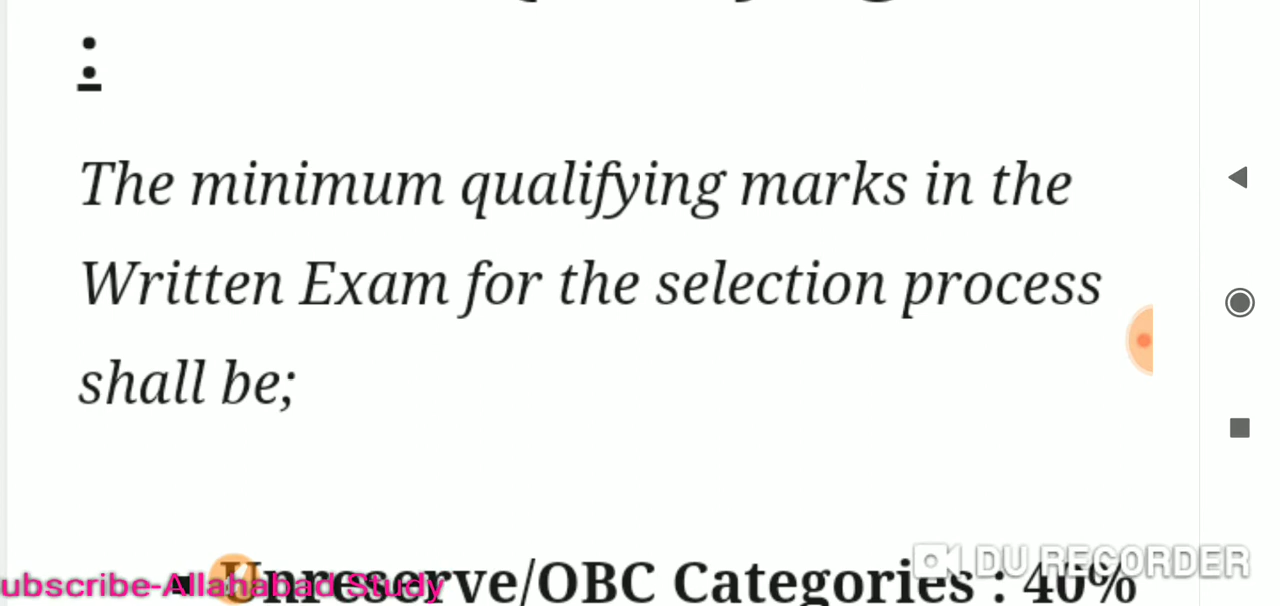 :
The minimum qualifying marks in the
Written Exam for the selection process
shall be;
Unreserve/OBC Categories : 40%
DU RECORDER
ubscribe-Allahabad Study